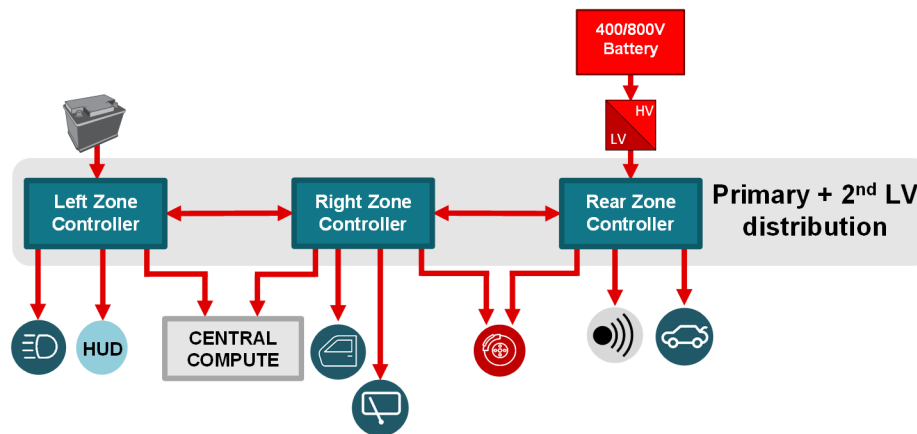 400/800V
Battery
HV
LV
Left Zone
Controller
Right Zone
Controller
Rear Zone
Controller
Primary + 2nd LV
distribution
HUD
CENTRAL
COMPUTE